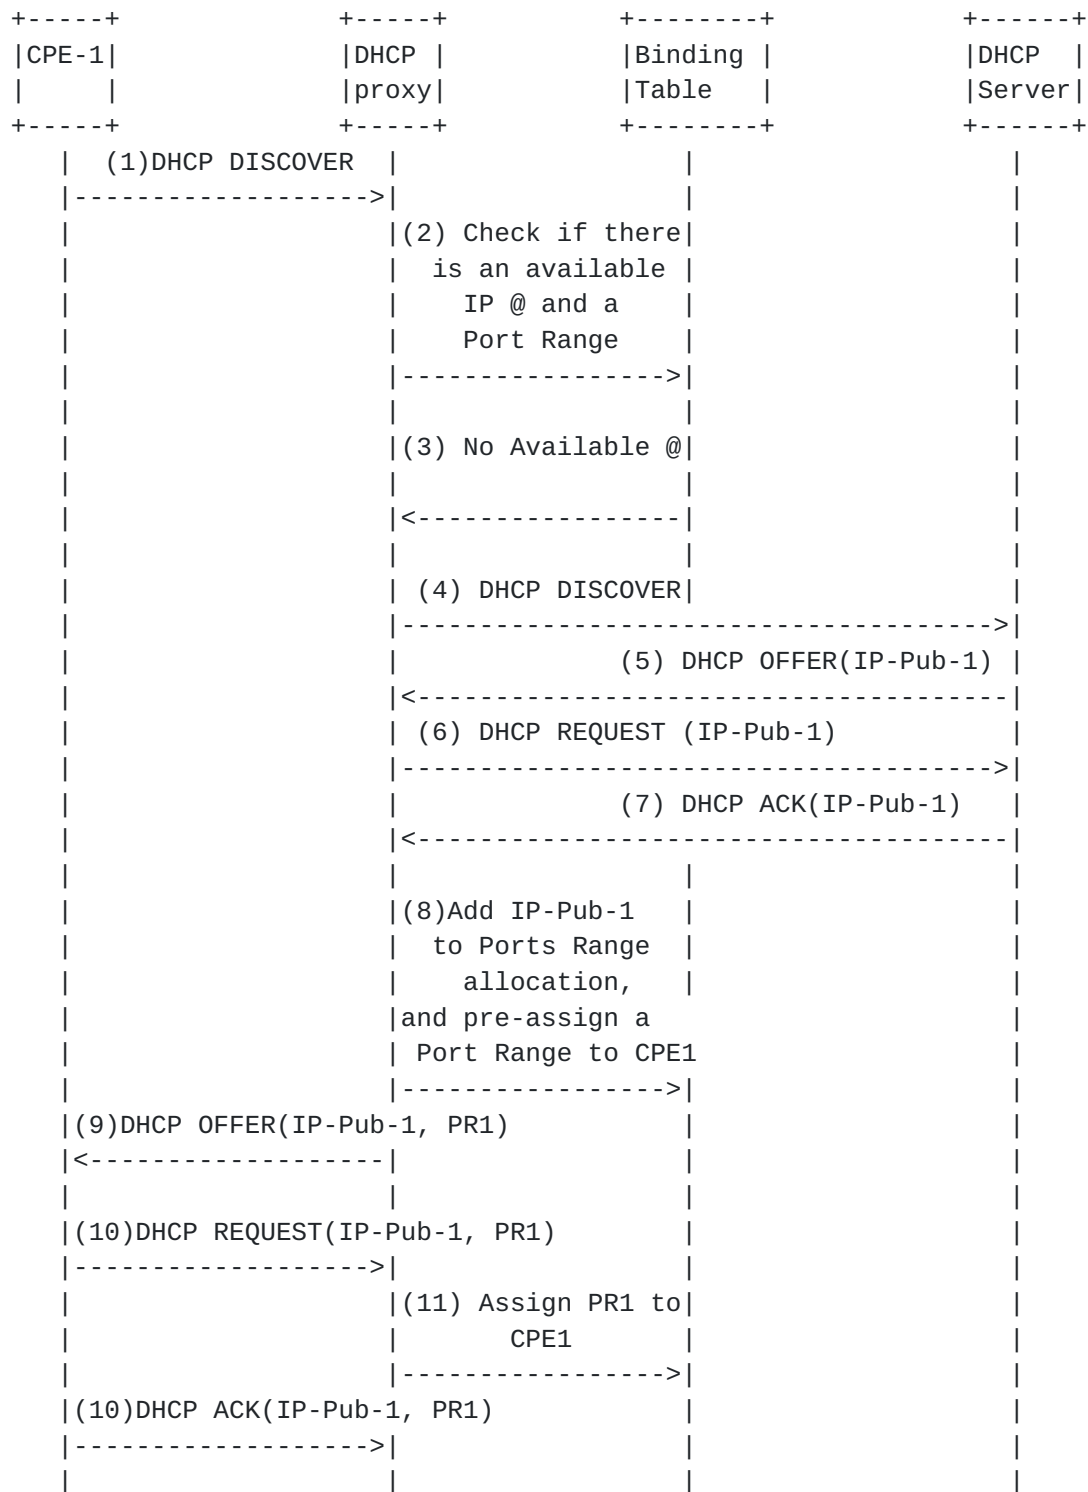 +-----+ +-----+ +--------+ +------+
|CPE-1| |DHCP | |Binding | |DHCP |
| | |proxy| |Table | |Server|
+-----+ +-----+ +--------+ +------+
| (1)DHCP DISCOVER | | |
|------------------->| | |
| |(2) Check if there| |
| | is an available | |
| | IP @ and a | |
| | Port Range | |
| |----------------->| |
| | | |
| |(3) No Available @| |
| | | |
| |<-----------------| |
| | | |
| | (4) DHCP DISCOVER| |
| |-------------------------------------->|
| | (5) DHCP OFFER(IP-Pub-1) |
| |<--------------------------------------|
| | (6) DHCP REQUEST (IP-Pub-1) |
| |-------------------------------------->|
| | (7) DHCP ACK(IP-Pub-1) |
| |<--------------------------------------|
| | | |
| |(8)Add IP-Pub-1 | |
| | to Ports Range | |
| | allocation, | |
| |and pre-assign a |
| | Port Range to CPE1 |
| |----------------->| |
|(9)DHCP OFFER(IP-Pub-1, PR1) | |
|<-------------------| | |
| | | |
|(10)DHCP REQUEST(IP-Pub-1, PR1) | |
|------------------->| | |
| |(11) Assign PR1 to| |
| | CPE1 | |
| |----------------->| |
|(10)DHCP ACK(IP-Pub-1, PR1) | |
|------------------->| | |
| | | |